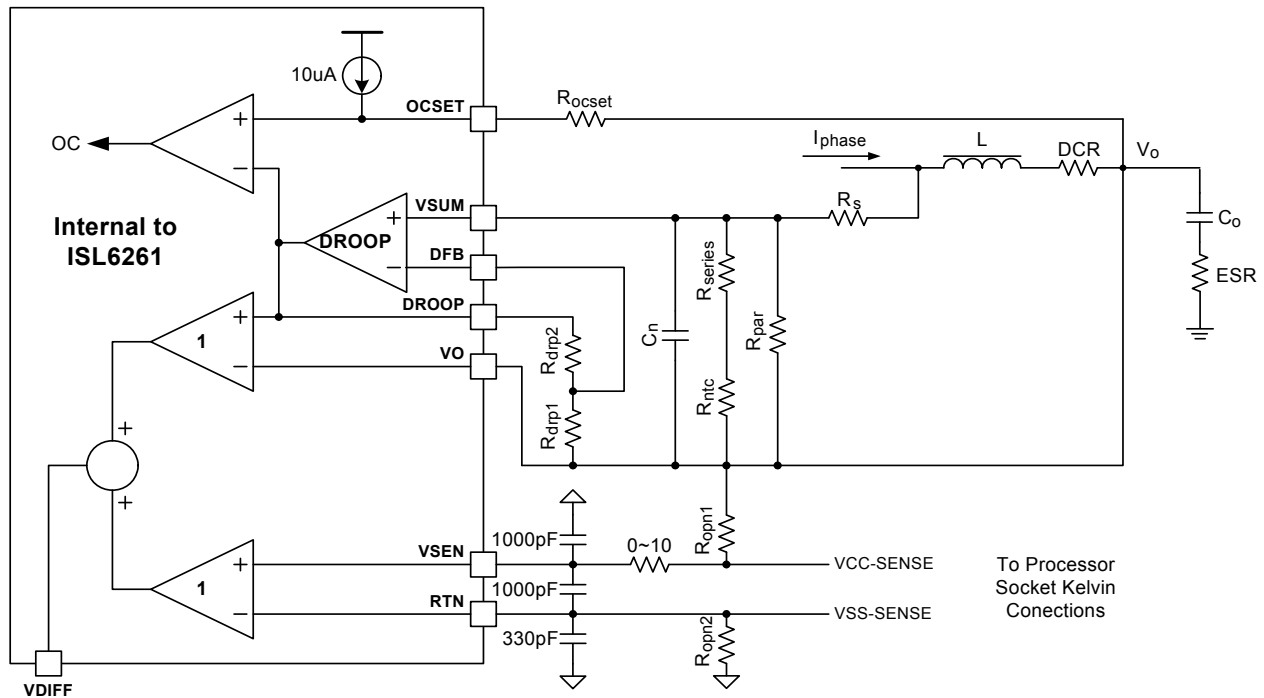 10uA
OCSET
Rocset
+
−
OC
Iphase
L
DCR
Vo
Internal to
ISL6261
VSUM
Rs
Co
ESR
+
DROOP
−
DFB
DROOP
VO
+
1
−
Rdrp2
Rdrp1
Cn
Rseries
Rntc
Rpar
+
+
1000pF
0~10
Ropn1
VSEN
VCC-SENSE
+
1
−
1000pF
RTN
VSS-SENSE
330pF
Ropn2
To Processor
Socket Kelvin
Conections
VDIFF